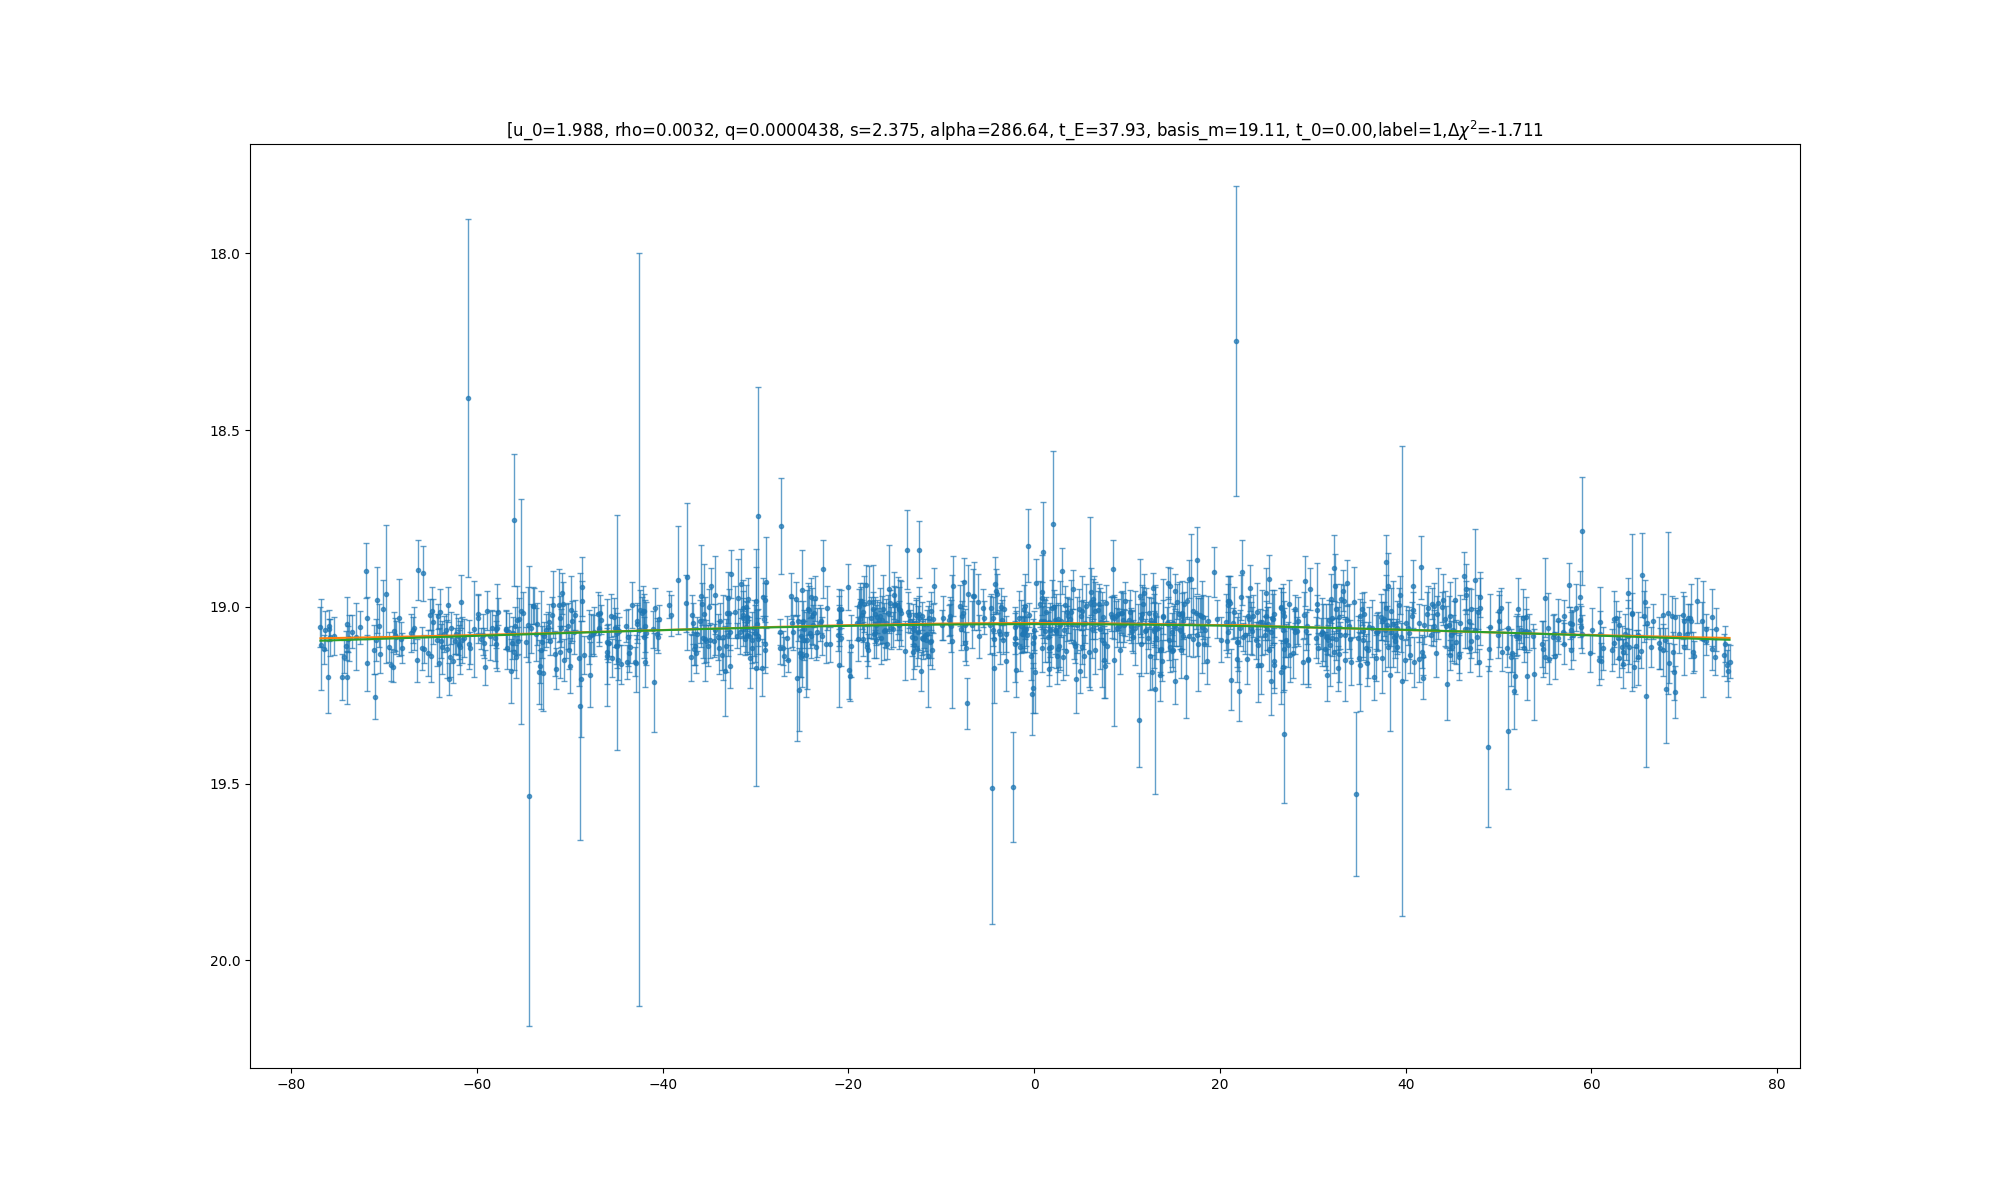 [u_0=1.988, rho=0.0032, q=0.0000438, s=2.375, alpha=286.64, t_E=37.93, basis_m=19.11, t_0=0.00,label=1,Δχ²=-1.711
18.0
18.5
19.0
19.5
20.0
−80 −60 −40 −20 0 20 40 60 80